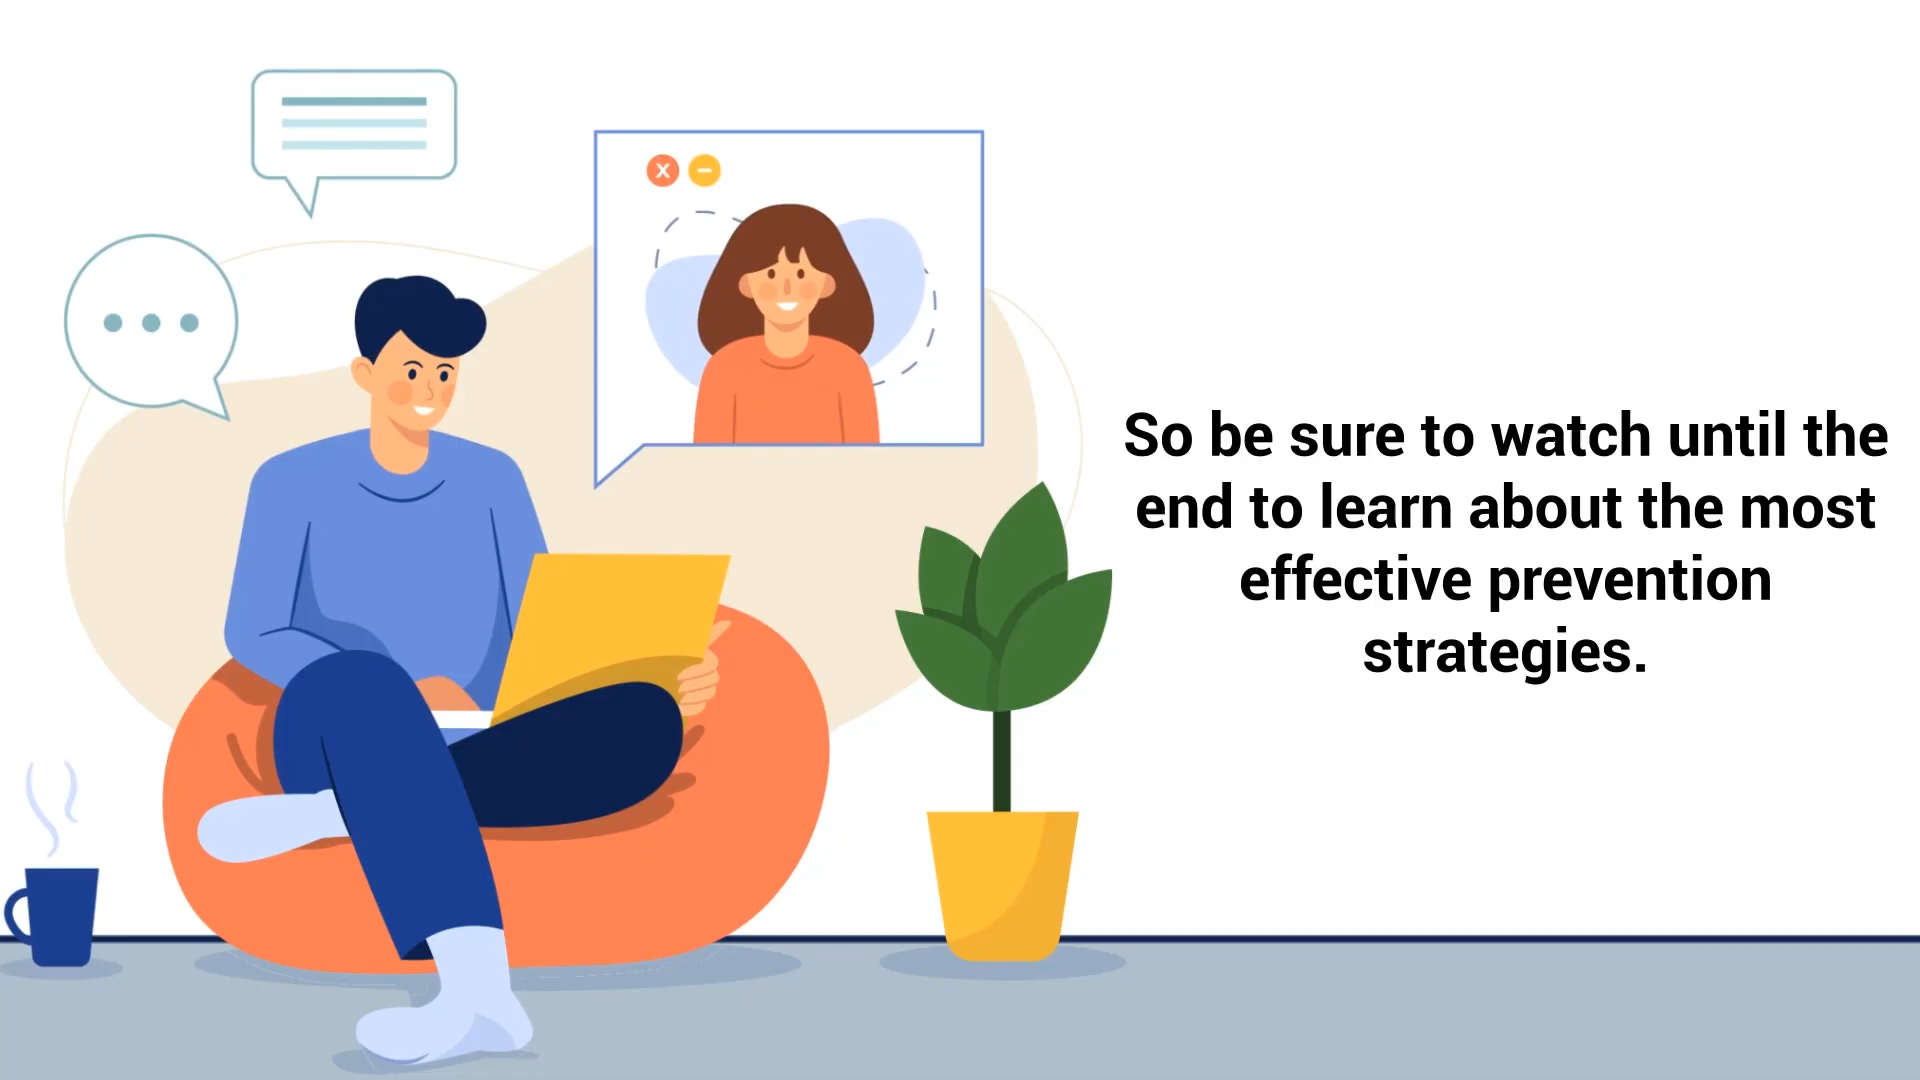 So be sure to watch until the
end to learn about the most
effective prevention
strategies.